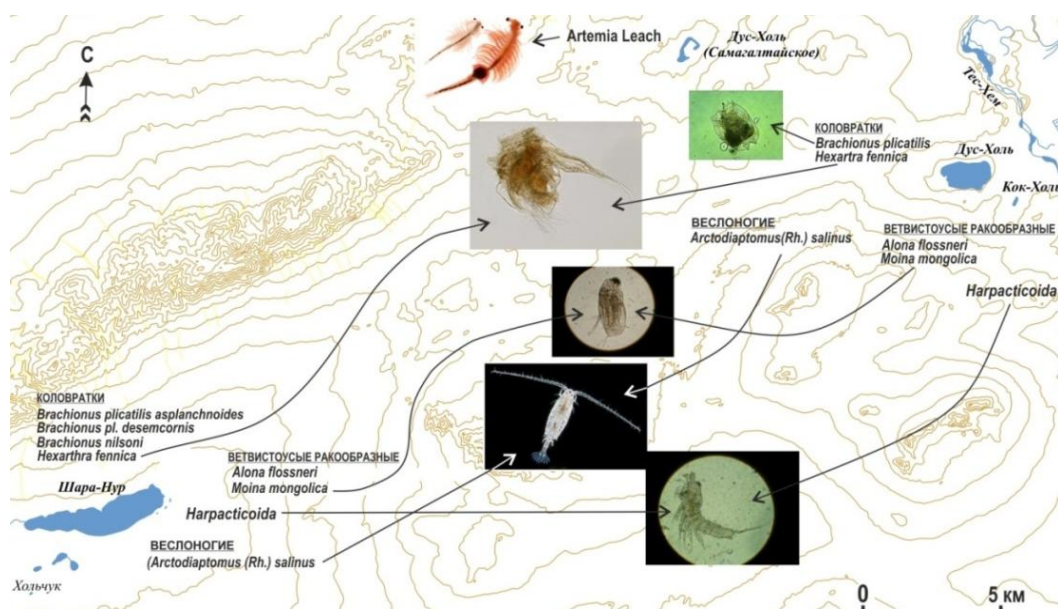 Artemia Leach
Дус-Холь
(Самагалтайское)
С
Тес-Хем
КОЛОВРАТКИ
Brachionus plicatilis
Hexartra fennica
Дус-Холь
Кок-Холь
ВЕСЛОНОГИЕ
Arctodiaptomus(Rh.) salinus
ВЕТВИСТОУСЫЕ РАКООБРАЗНЫЕ
Alona flossneri
Moina mongolica
Harpacticoida
КОЛОВРАТКИ
Brachionus plicatilis asplanchnoides
Brachionus pl. desemcornis
Brachionus nilsoni
Hexarthra fennica
ВЕТВИСТОУСЫЕ РАКООБРАЗНЫЕ
Alona flossneri
Moina mongolica
Шара-Нур
Harpacticoida
ВЕСЛОНОГИЕ
(Arctodiaptomus (Rh.) salinus
Хольчук
0 5 км